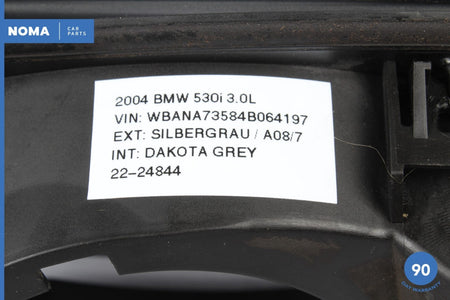 NOMA CAR PARTS
2004 BMW 530i 3.0L
VIN: WBANA73584B064197
EXT: SILBERGRAU / A08/7
INT: DAKOTA GREY
22-24844
90
DAY WARRANTY